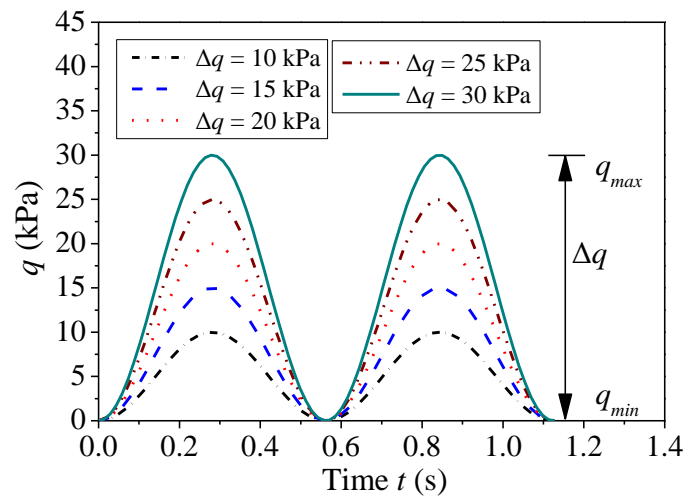 45
40
35
30
25
20
15
10
5
0
q (kPa)
Δq = 10 kPa
Δq = 15 kPa
Δq = 20 kPa
Δq = 25 kPa
Δq = 30 kPa
q_max
Δq
q_min
0.0 0.2 0.4 0.6 0.8 1.0 1.2 1.4
Time t (s)